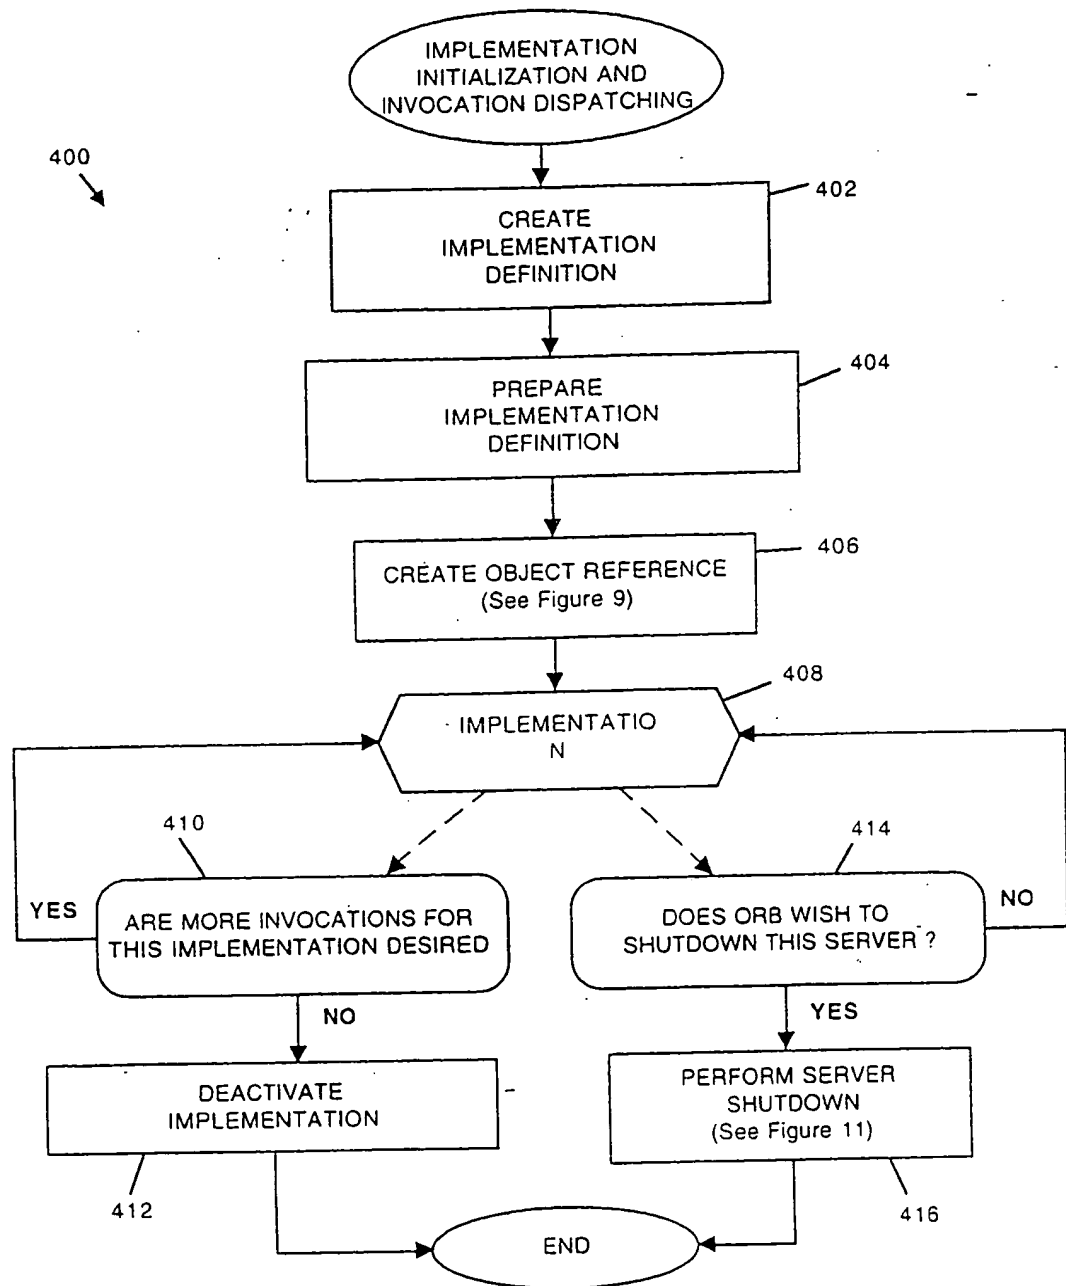 IMPLEMENTATION
INITIALIZATION AND
INVOCATION DISPATCHING
400
402
CREATE
IMPLEMENTATION
DEFINITION
404
PREPARE
IMPLEMENTATION
DEFINITION
406
CREATE OBJECT REFERENCE
(See Figure 9)
408
IMPLEMENTATIO
N
410
414
YES
ARE MORE INVOCATIONS FOR
THIS IMPLEMENTATION DESIRED
DOES ORB WISH TO
SHUTDOWN THIS SERVER ?
NO
NO
YES
DEACTIVATE
IMPLEMENTATION
PERFORM SERVER
SHUTDOWN
(See Figure 11)
412
416
END